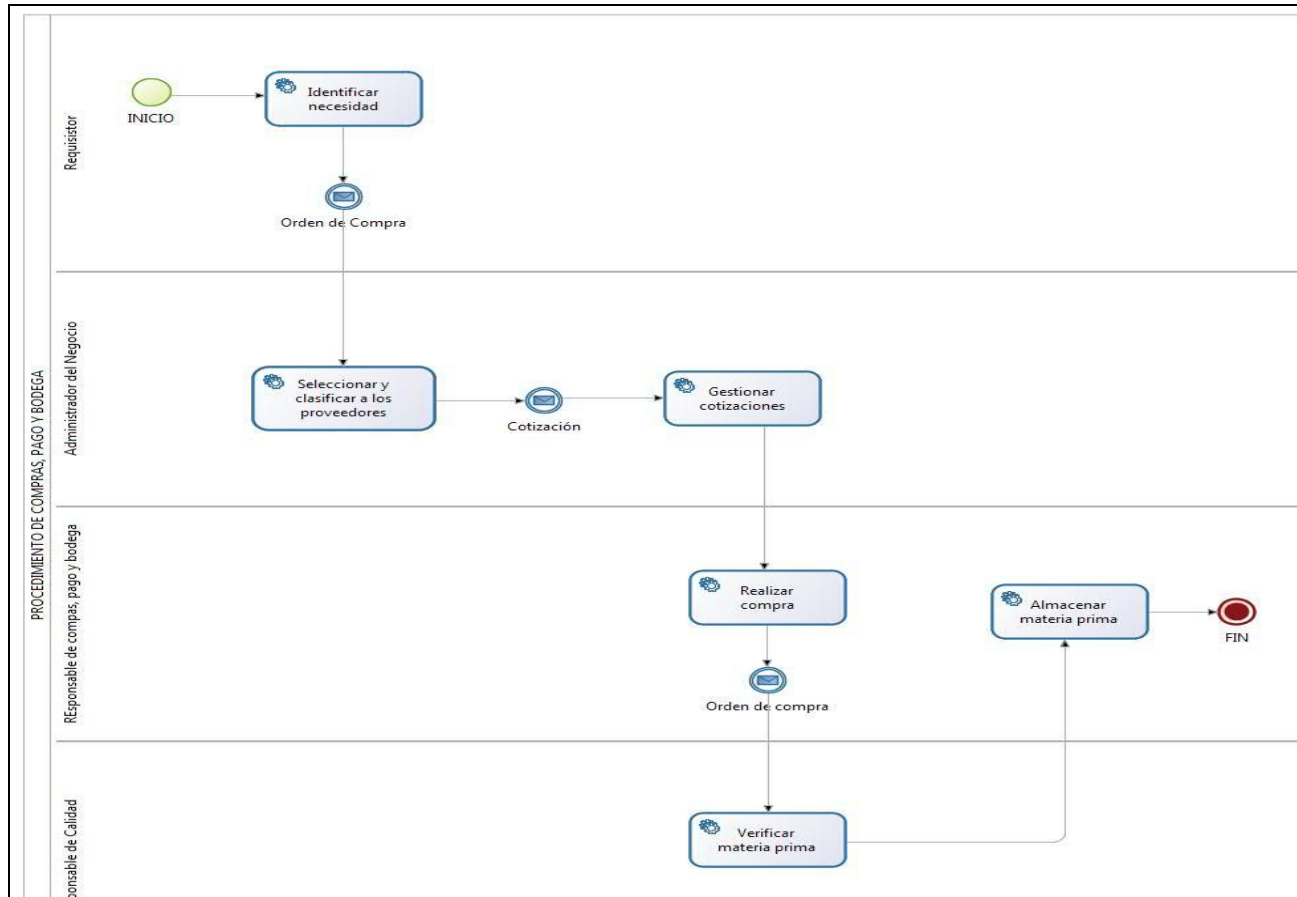 PROCEDIMIENTO DE COMPRAS, PAGO Y BODEGA
Requisistor
INICIO
Identificar
necesidad
Orden de Compra
Administrador del Negocio
Seleccionar y
clasificar a los
proveedores
Cotización
Gestionar
cotizaciones
REsponsable de compas, pago y bodega
Realizar
compra
Orden de compra
Almacenar
materia prima
FIN
ponsable de Calidad
Verificar
materia prima